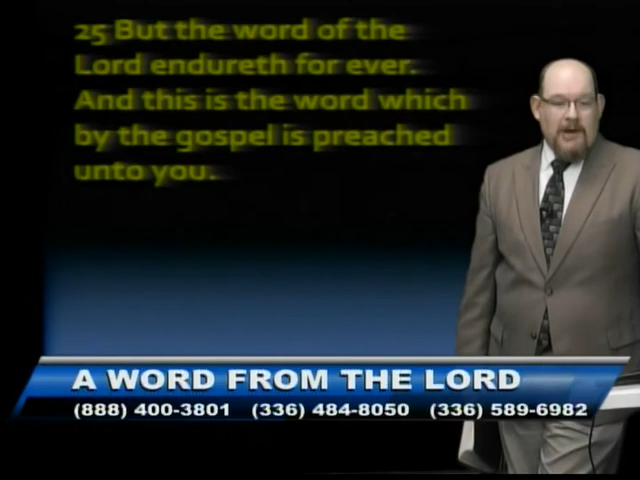 25 But the word of the
Lord endureth for ever.
And this is the word which
by the gospel is preached
unto you.
A WORD FROM THE LORD
(888) 400-3801 (336) 484-8050 (336) 589-6982